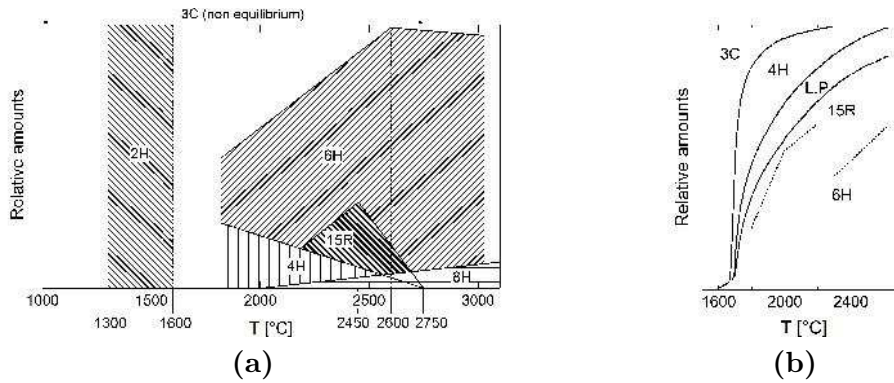 3C (non equilibrium)
Relative amounts
2H
6H
15R
4H
8H
1000
1500
2000
2500
3000
1300
1600
T [°C]
2450
2600
2750
(a)
Relative amounts
3C
4H
L.P
15R
6H
1600
2000
2400
T [°C]
(b)